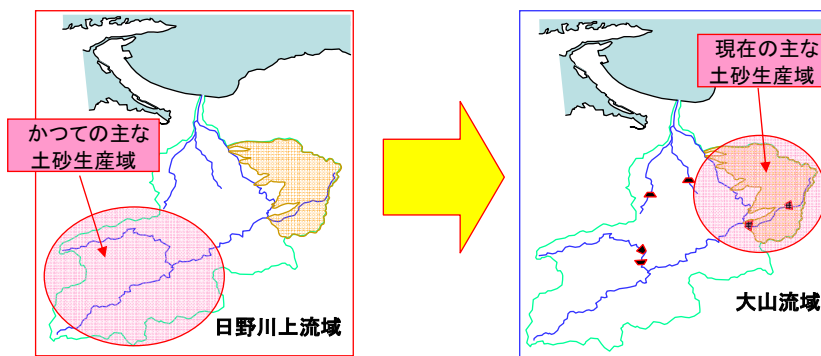 かつての主な
土砂生産域
日野川上流域
現在の主な
土砂生産域
大山流域